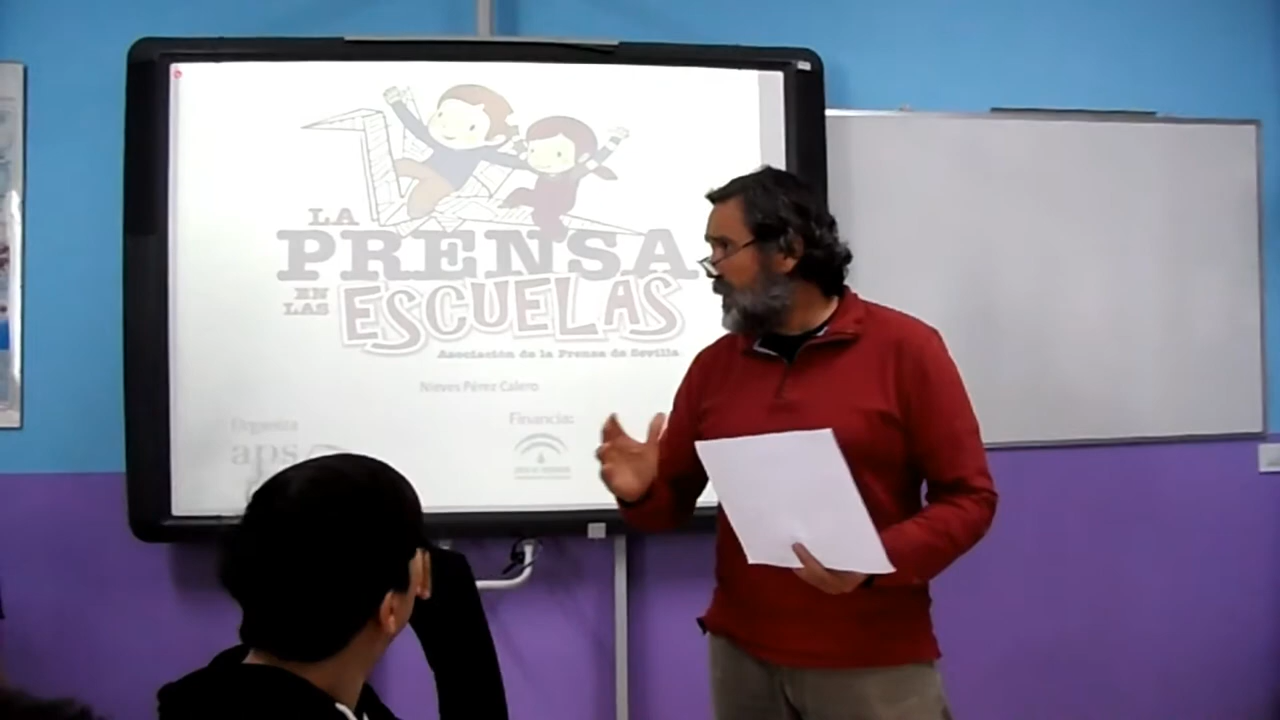 LA
PRENSA
EN
LAS
ESCUELAS
Asociación de la Prensa de Sevilla
Nieves Pérez Calero
Organiza
Financia:
aps